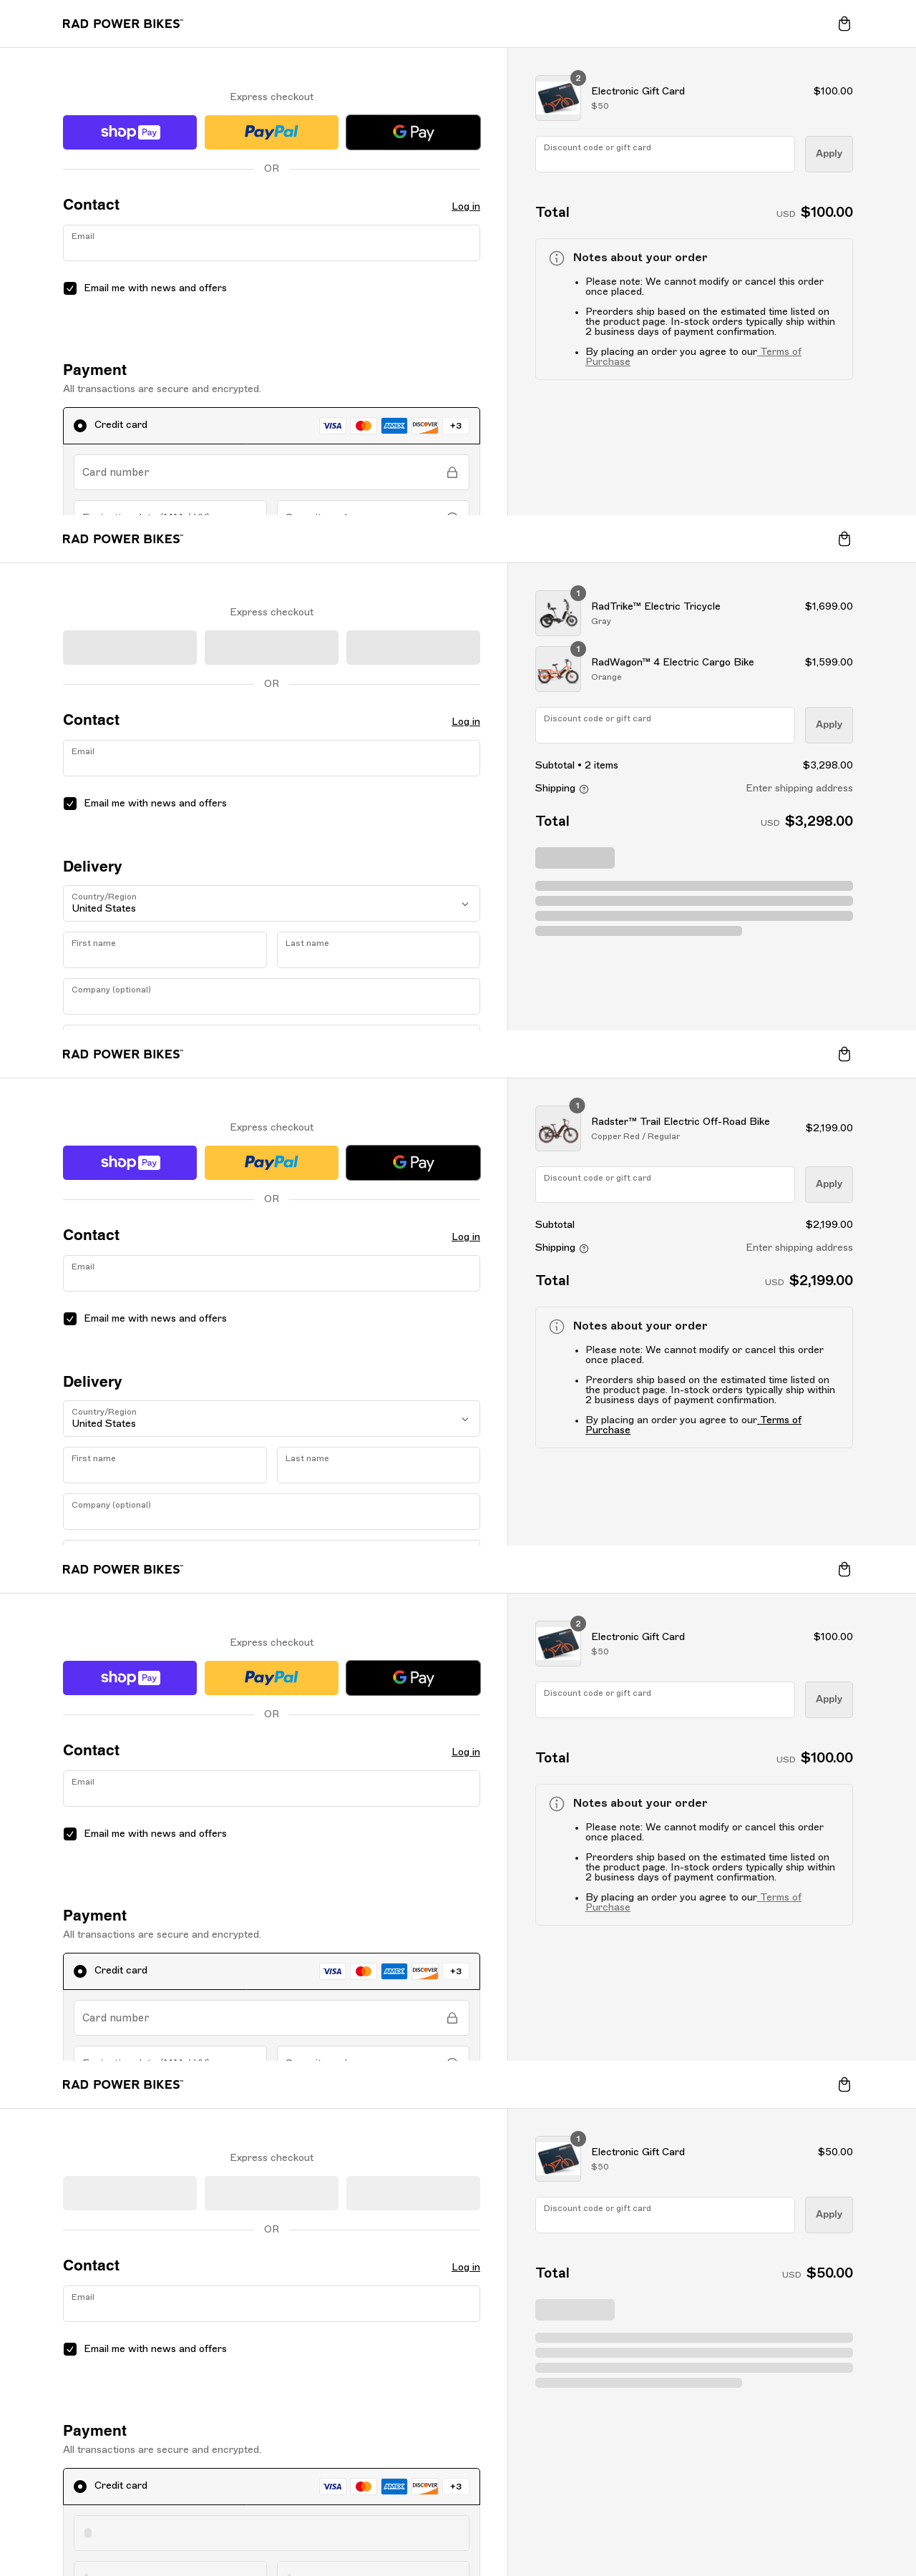 RAD POWER BIKES
Express checkout
shop Pay
PayPal
G Pay
OR
Contact
Log in
Email
Email me with news and offers
Payment
All transactions are secure and encrypted.
Credit card
VISA
AMEX
DISCOVER
+3
Card number
2
Electronic Gift Card
$100.00
$50
Discount code or gift card
Apply
Total
USD $100.00
Notes about your order
• Please note: We cannot modify or cancel this order
once placed.
• Preorders ship based on the estimated time listed on
the product page. In-stock orders typically ship within
2 business days of payment confirmation.
• By placing an order you agree to our Terms of
Purchase
RAD POWER BIKES
Express checkout
OR
Contact
Log in
Email
Email me with news and offers
Delivery
Country/Region
United States
First name
Last name
Company (optional)
1
RadTrike™ Electric Tricycle
$1,699.00
Gray
1
RadWagon™ 4 Electric Cargo Bike
$1,599.00
Orange
Discount code or gift card
Apply
Subtotal • 2 items
$3,298.00
Shipping
Enter shipping address
Total
USD $3,298.00
RAD POWER BIKES
Express checkout
shop Pay
PayPal
G Pay
OR
Contact
Log in
Email
Email me with news and offers
Delivery
Country/Region
United States
First name
Last name
Company (optional)
1
Radster™ Trail Electric Off-Road Bike
$2,199.00
Copper Red / Regular
Discount code or gift card
Apply
Subtotal
$2,199.00
Shipping
Enter shipping address
Total
USD $2,199.00
Notes about your order
• Please note: We cannot modify or cancel this order
once placed.
• Preorders ship based on the estimated time listed on
the product page. In-stock orders typically ship within
2 business days of payment confirmation.
• By placing an order you agree to our Terms of
Purchase
RAD POWER BIKES
Express checkout
shop Pay
PayPal
G Pay
OR
Contact
Log in
Email
Email me with news and offers
Payment
All transactions are secure and encrypted.
Credit card
VISA
AMEX
DISCOVER
+3
Card number
2
Electronic Gift Card
$100.00
$50
Discount code or gift card
Apply
Total
USD $100.00
Notes about your order
• Please note: We cannot modify or cancel this order
once placed.
• Preorders ship based on the estimated time listed on
the product page. In-stock orders typically ship within
2 business days of payment confirmation.
• By placing an order you agree to our Terms of
Purchase
RAD POWER BIKES
Express checkout
OR
Contact
Log in
Email
Email me with news and offers
Payment
All transactions are secure and encrypted.
Credit card
VISA
AMEX
DISCOVER
+3
1
Electronic Gift Card
$50.00
$50
Discount code or gift card
Apply
Total
USD $50.00